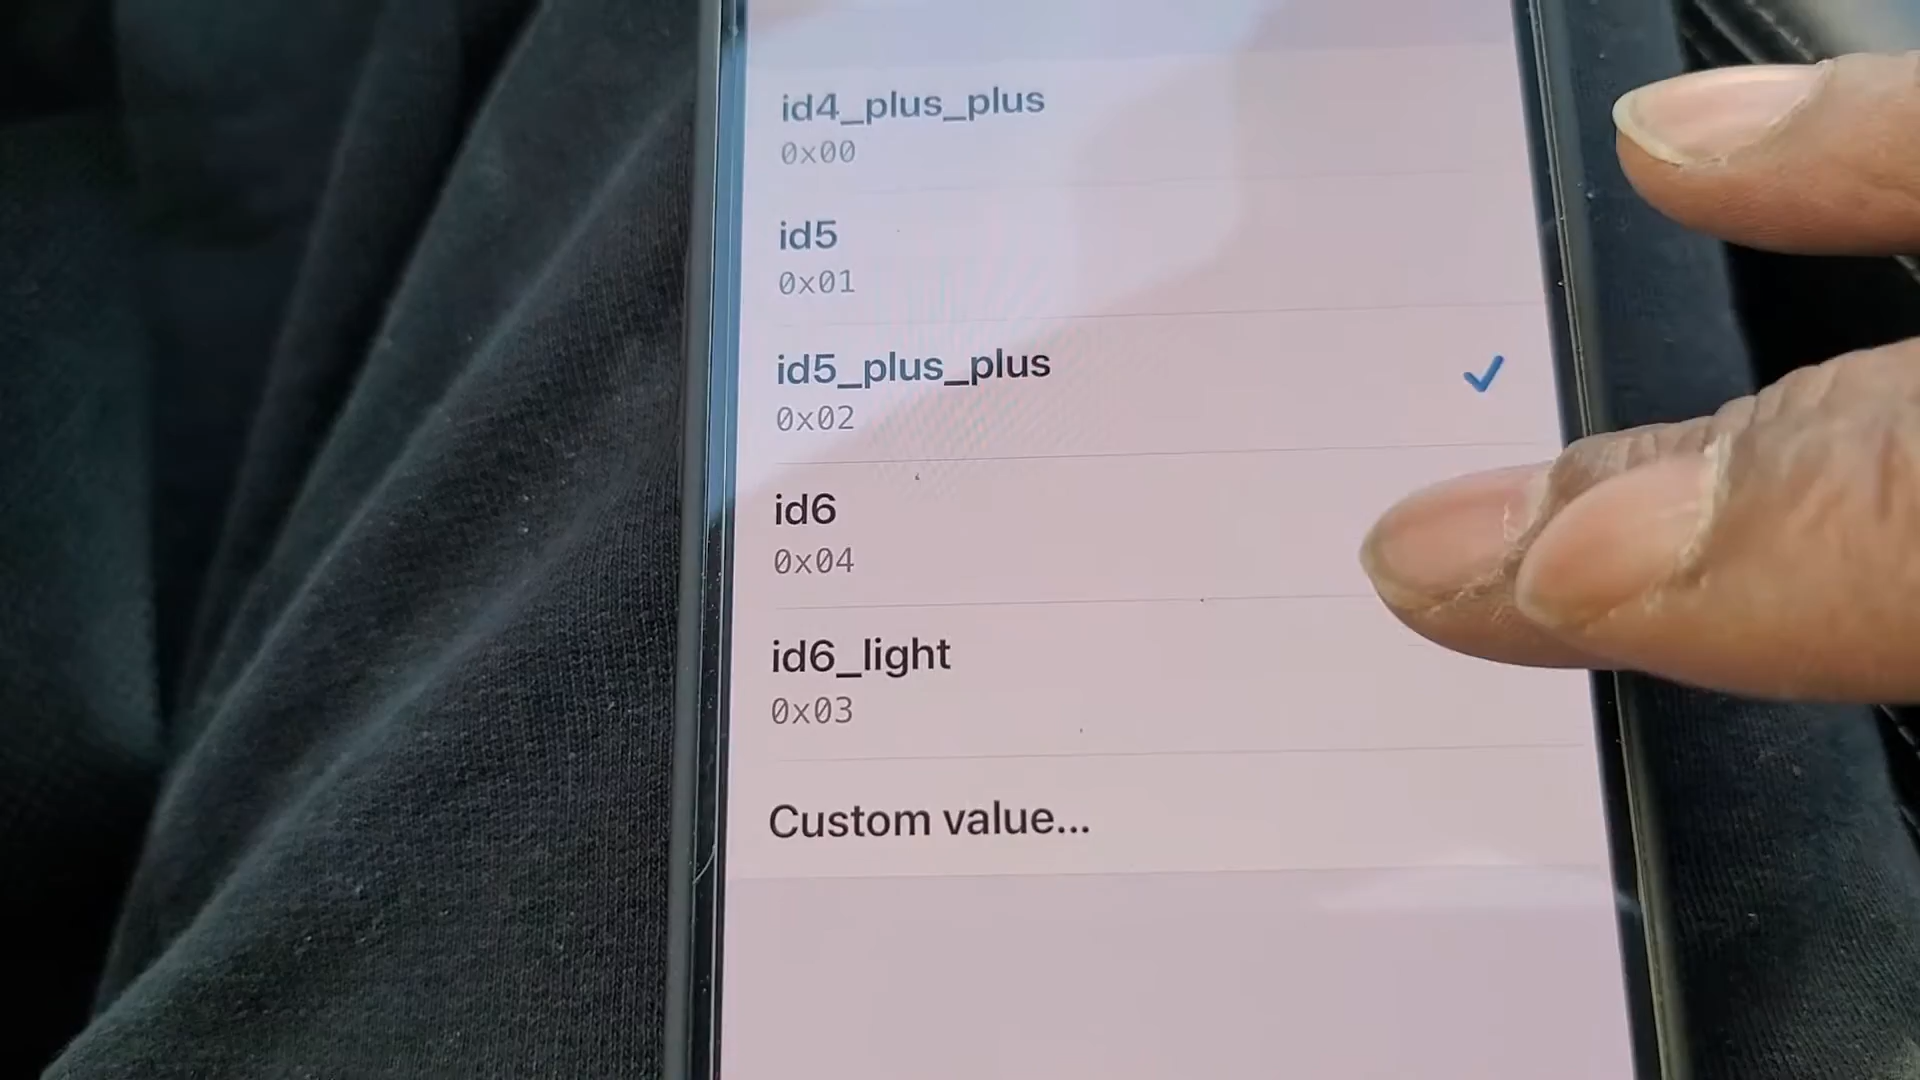 id4_plus_plus
0x00
id5
0x01
id5_plus_plus
0x02
id6
0x04
id6_light
0x03
Custom value...